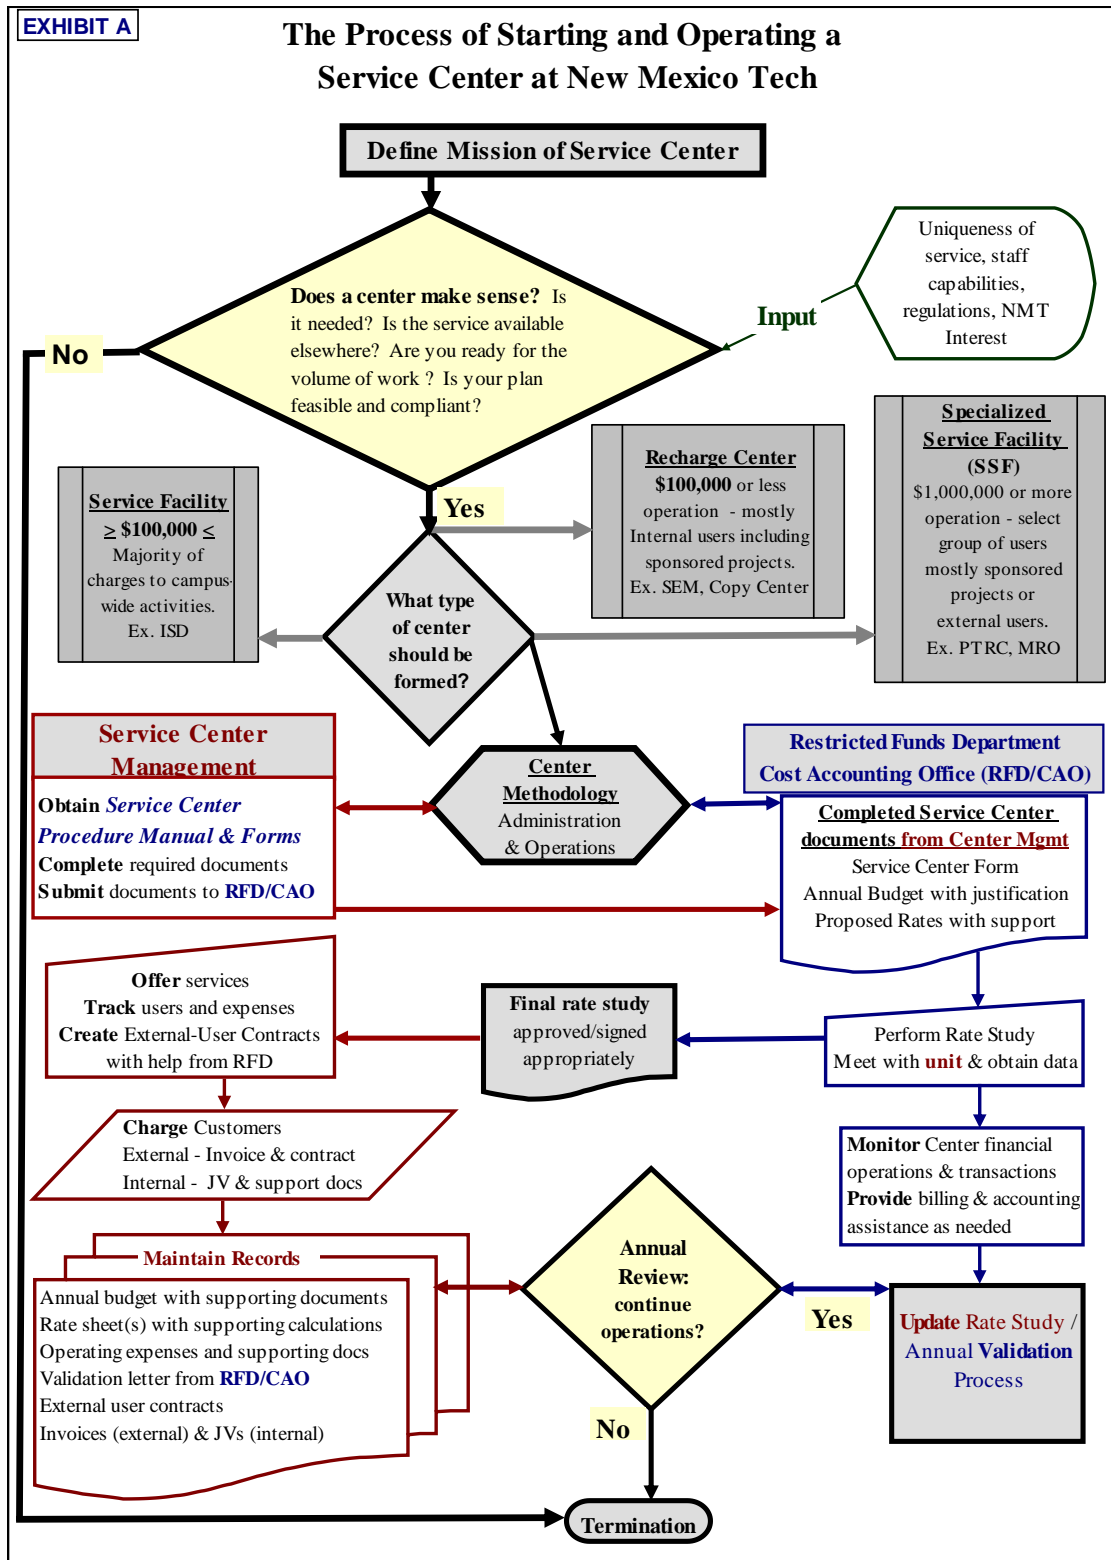 EXHIBIT A
The Process of Starting and Operating a
Service Center at New Mexico Tech
Define Mission of Service Center
Uniqueness of
service, staff
capabilities,
regulations, NMT
Interest
Input
Does a center make sense? Is
it needed? Is the service available
elsewhere? Are you ready for the
volume of work ? Is your plan
feasible and compliant?
No
Yes
Service Facility
≥ $100,000 ≤
Majority of
charges to campus-
wide activities.
Ex. ISD
Recharge Center
$100,000 or less
operation - mostly
Internal users including
sponsored projects.
Ex. SEM, Copy Center
Specialized
Service Facility
(SSF)
$1,000,000 or more
operation - select
group of users
mostly sponsored
projects or
external users.
Ex. PTRC, MRO
What type
of center
should be
formed?
Service Center
Management
Obtain Service Center
Procedure Manual & Forms
Complete required documents
Submit documents to RFD/CAO
Center
Methodology
Administration
& Operations
Restricted Funds Department
Cost Accounting Office (RFD/CAO)
Completed Service Center
documents from Center Mgmt
Service Center Form
Annual Budget with justification
Proposed Rates with support
Offer services
Track users and expenses
Create External-User Contracts
with help from RFD
Final rate study
approved/signed
appropriately
Perform Rate Study
Meet with unit & obtain data
Charge Customers
External - Invoice & contract
Internal - JV & support docs
Monitor Center financial
operations & transactions
Provide billing & accounting
assistance as needed
Maintain Records
Annual budget with supporting documents
Rate sheet(s) with supporting calculations
Operating expenses and supporting docs
Validation letter from RFD/CAO
External user contracts
Invoices (external) & JVs (internal)
Annual
Review:
continue
operations?
Yes
Update Rate Study /
Annual Validation
Process
No
Termination